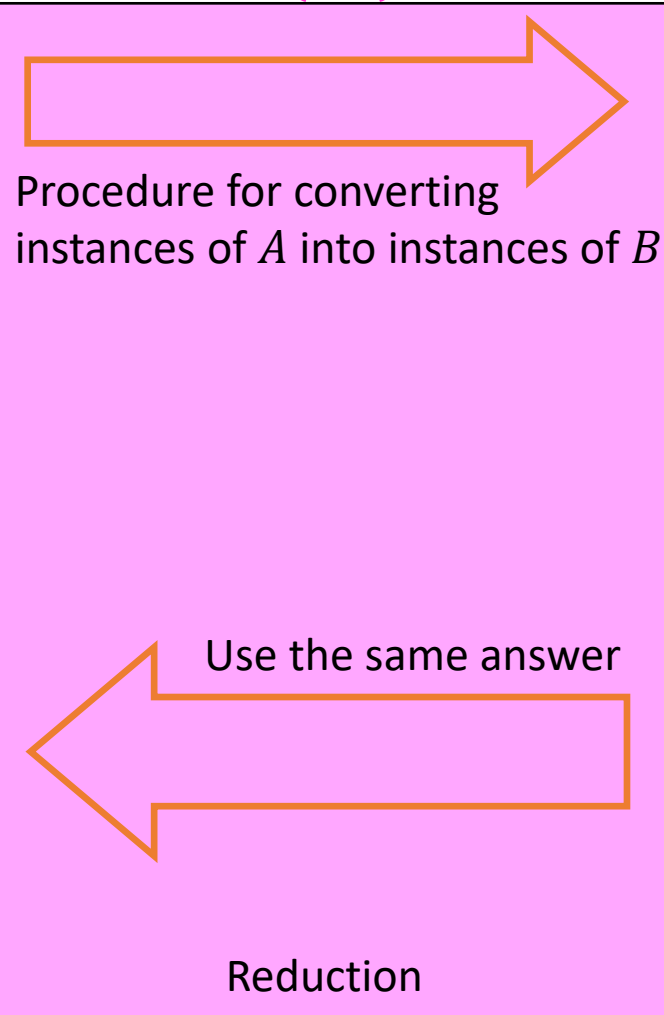 Procedure for converting
instances of 𝐴 into instances of 𝐵
Use the same answer
Reduction